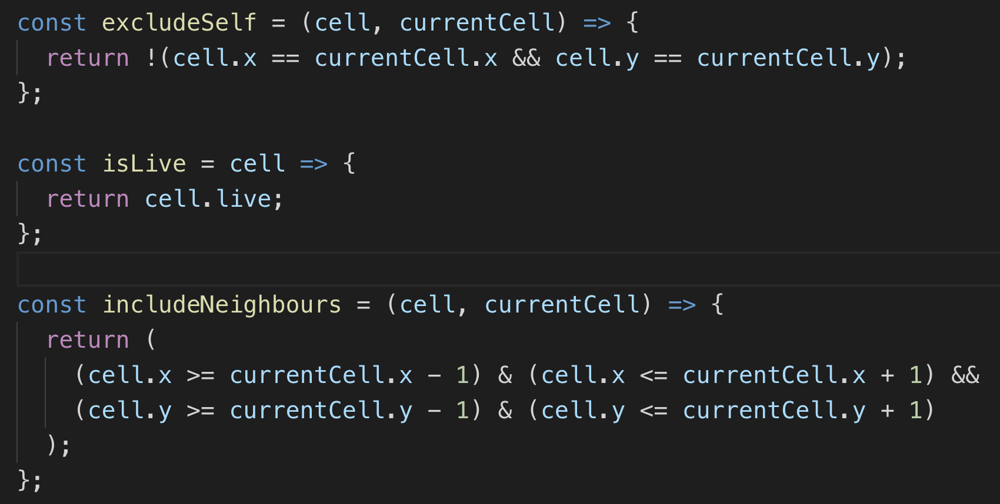 const excludeSelf = (cell, currentCell) => {
  return !(cell.x == currentCell.x && cell.y == currentCell.y);
};
const isLive = cell => {
  return cell.live;
};
const includeNeighbours = (cell, currentCell) => {
  return (
    (cell.x >= currentCell.x - 1) & (cell.x <= currentCell.x + 1) &&
    (cell.y >= currentCell.y - 1) & (cell.y <= currentCell.y + 1)
  );
};